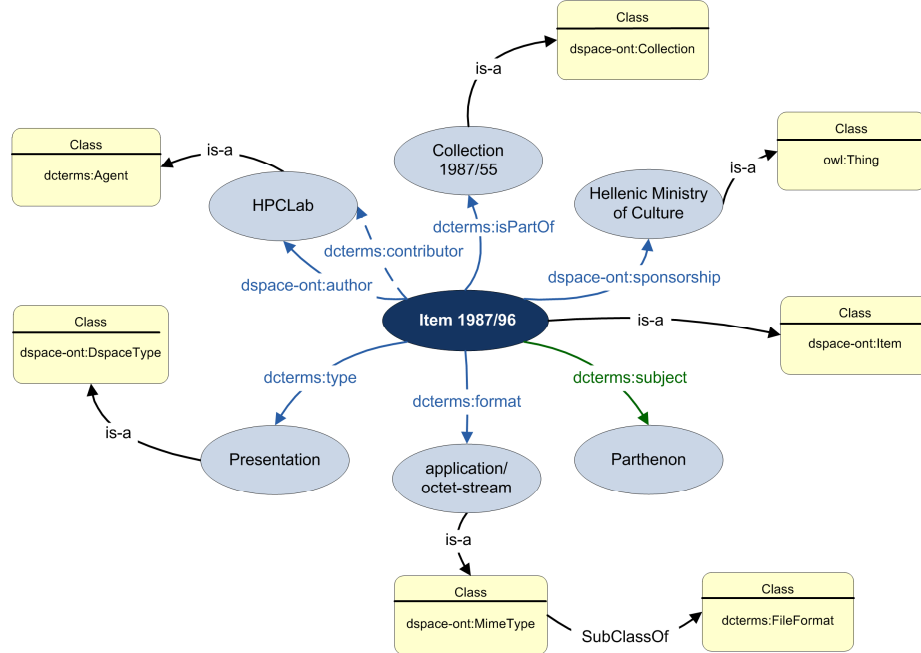 Class
dspace-ont:Collection
is-a
Class
dcterms:Agent
is-a
Collection
1987/55
Class
owl:Thing
is-a
HPCLab
Hellenic Ministry
of Culture
dcterms:isPartOf
dcterms:contributor
dspace-ont:author
dspace-ont:sponsorship
Item 1987/96
is-a
Class
dspace-ont:Item
Class
dspace-ont:DspaceType
dcterms:type
dcterms:format
dcterms:subject
is-a
Presentation
application/
octet-stream
Parthenon
is-a
Class
dspace-ont:MimeType
SubClassOf
Class
dcterms:FileFormat